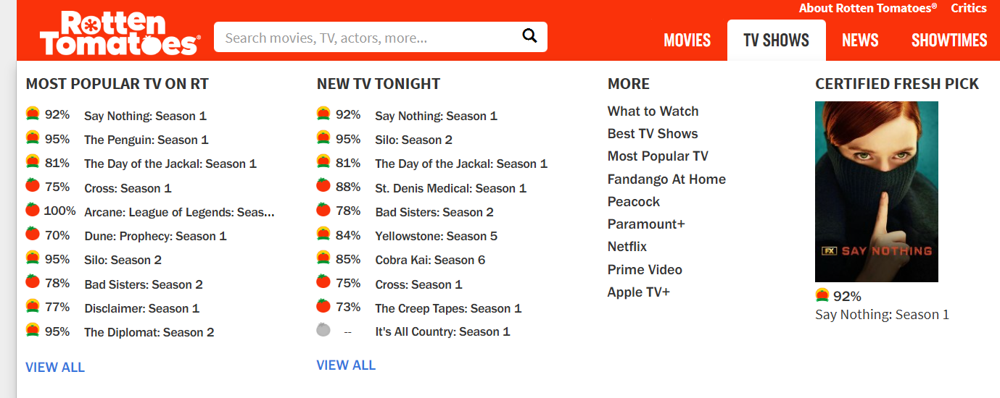 About Rotten Tomatoes® Critics
Rotten
Tomatoes®
Search movies, TV, actors, more...
MOVIES TV SHOWS NEWS SHOWTIMES
MOST POPULAR TV ON RT
92% Say Nothing: Season 1
95% The Penguin: Season 1
81% The Day of the Jackal: Season 1
75% Cross: Season 1
100% Arcane: League of Legends: Seas...
70% Dune: Prophecy: Season 1
95% Silo: Season 2
78% Bad Sisters: Season 2
77% Disclaimer: Season 1
95% The Diplomat: Season 2
VIEW ALL
NEW TV TONIGHT
92% Say Nothing: Season 1
95% Silo: Season 2
81% The Day of the Jackal: Season 1
88% St. Denis Medical: Season 1
78% Bad Sisters: Season 2
84% Yellowstone: Season 5
85% Cobra Kai: Season 6
75% Cross: Season 1
73% The Creep Tapes: Season 1
-- It's All Country: Season 1
VIEW ALL
MORE
What to Watch
Best TV Shows
Most Popular TV
Fandango At Home
Peacock
Paramount+
Netflix
Prime Video
Apple TV+
CERTIFIED FRESH PICK
FX SAY NOTHING
92%
Say Nothing: Season 1